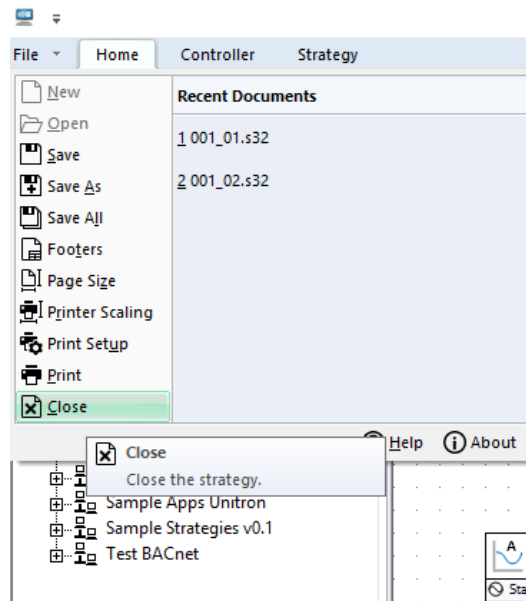 File Home Controller Strategy
New
Open
Save
Save As
Save All
Footers
Page Size
Printer Scaling
Print Setup
Print
Close
Recent Documents
1 001_01.s32
2 001_02.s32
Help About
Close
Close the strategy.
Sample Apps Unitron
Sample Strategies v0.1
Test BACnet
A